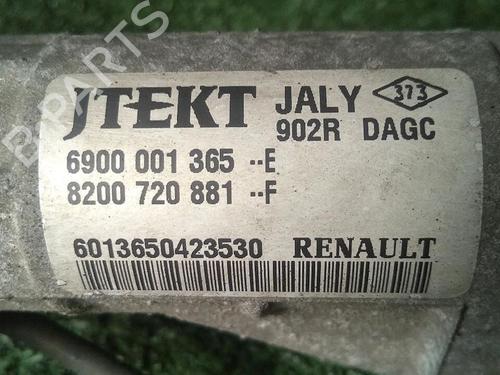 JTEKT JALY 373
902R DAGC
6900 001 365 --E
8200 720 881 --F
6013650423530 RENAULT
B-PARTS